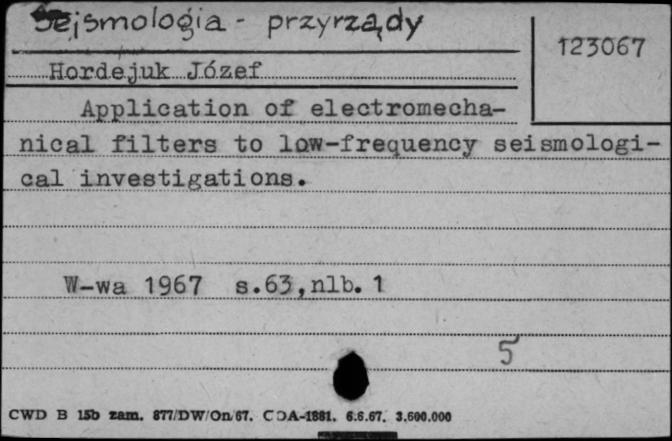 Sejsmologia - przyrządy
123067
Hordejuk Józef
Application of electromecha-
nical filters to low-frequency seismologi-
cal investigations.
W-wa 1967 s.63,nlb. 1
5
CWD B 15b zam. 877/DW/On/67. CDA-1881. 6.6.67. 3.600.000